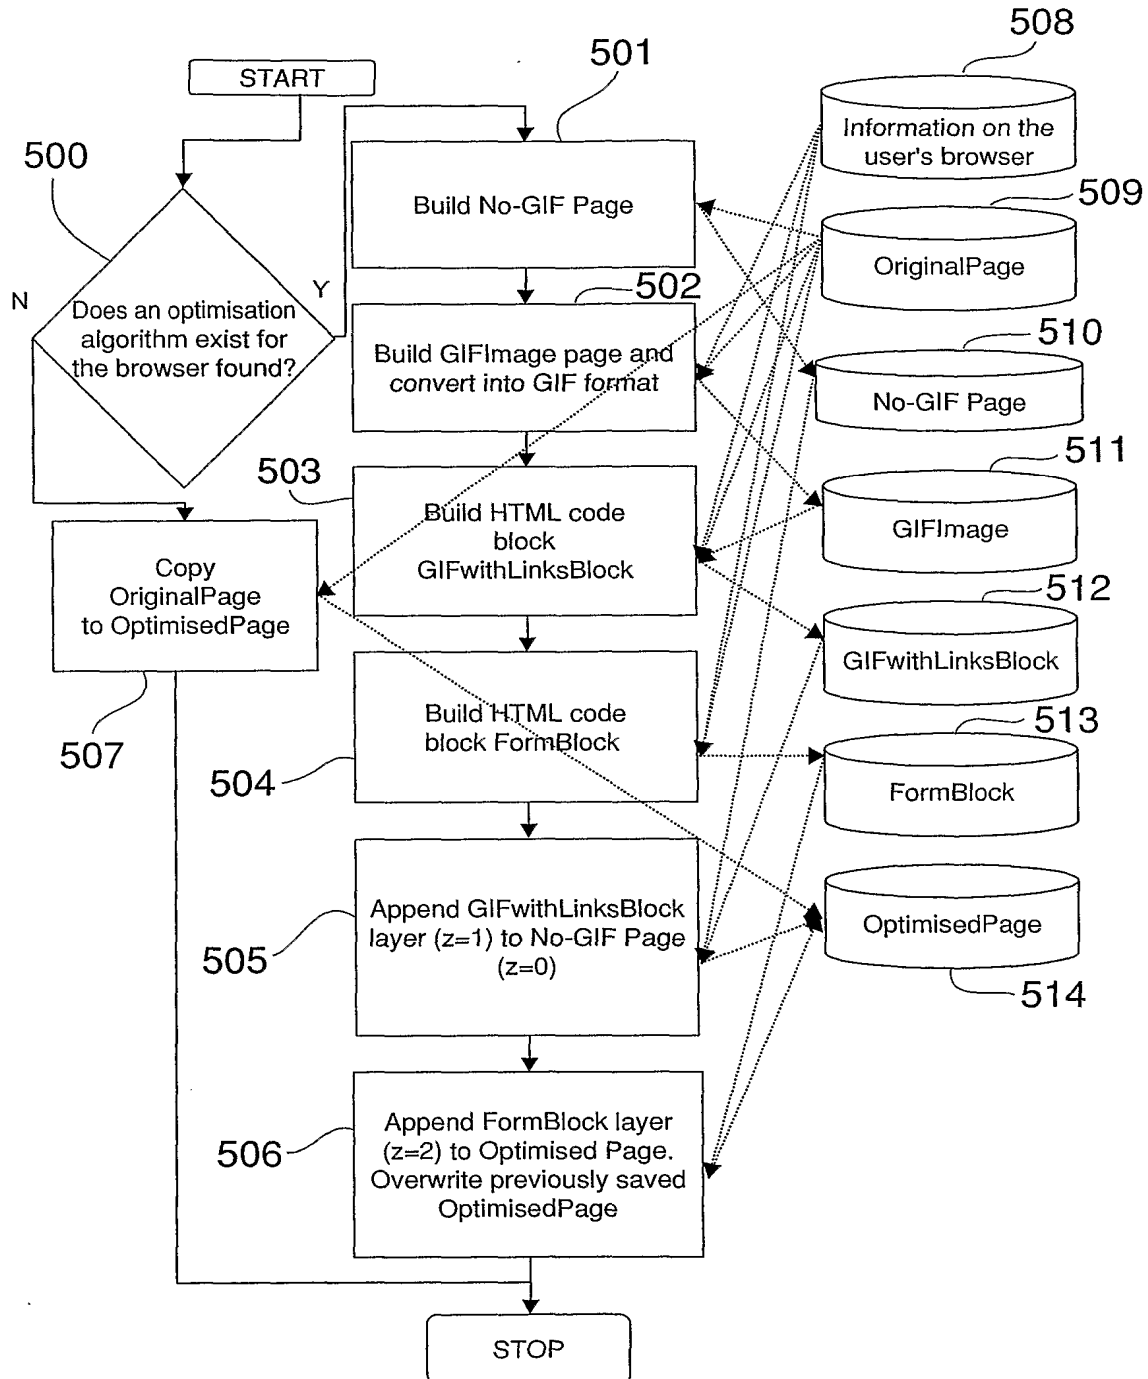 START
500
N
Y
Does an optimisation
algorithm exist for
the browser found?
501
Build No-GIF Page
502
Build GIFImage page and
convert into GIF format
503
Build HTML code
block
GIFwithLinksBlock
Copy
OriginalPage
to OptimisedPage
507
Build HTML code
block FormBlock
504
Append GIFwithLinksBlock
layer (z=1) to No-GIF Page
(z=0)
505
Append FormBlock layer
(z=2) to Optimised Page.
Overwrite previously saved
OptimisedPage
506
STOP
508
Information on the
user's browser
509
OriginalPage
510
No-GIF Page
511
GIFImage
512
GIFwithLinksBlock
513
FormBlock
OptimisedPage
514